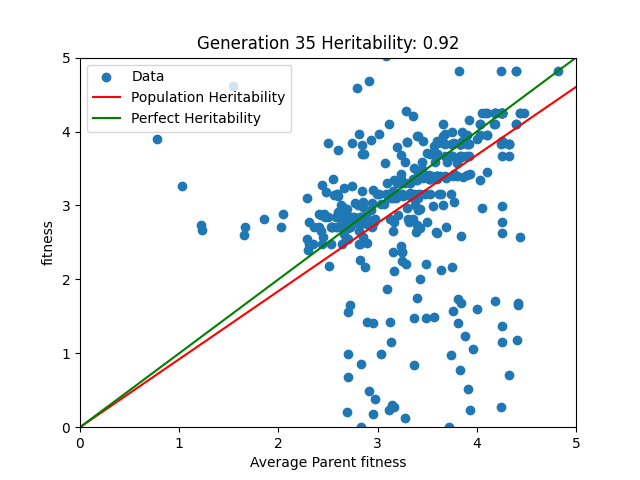 Generation 35 Heritability: 0.92
Data
Population Heritability
Perfect Heritability
fitness
5
4
3
2
1
0
0 1 2 3 4 5
Average Parent fitness